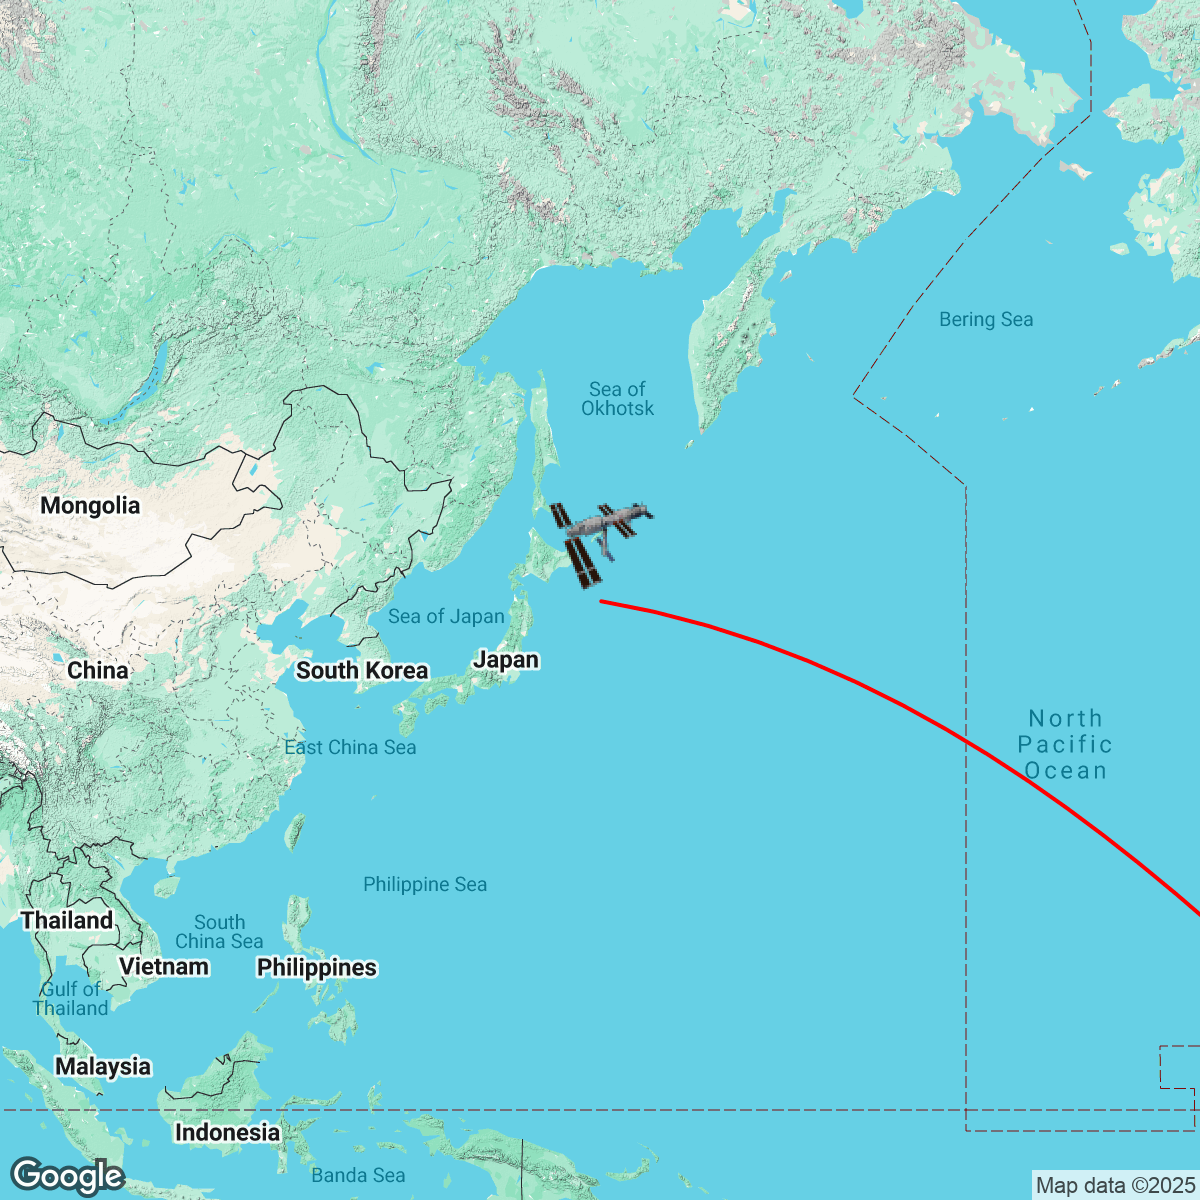 Bering Sea
Sea of
Okhotsk
Mongolia
Sea of Japan
Japan
China
South Korea
North
Pacific
Ocean
East China Sea
Philippine Sea
Thailand
South
China Sea
Vietnam
Philippines
Gulf of
Thailand
Malaysia
Indonesia
Banda Sea
Google
Map data ©2025